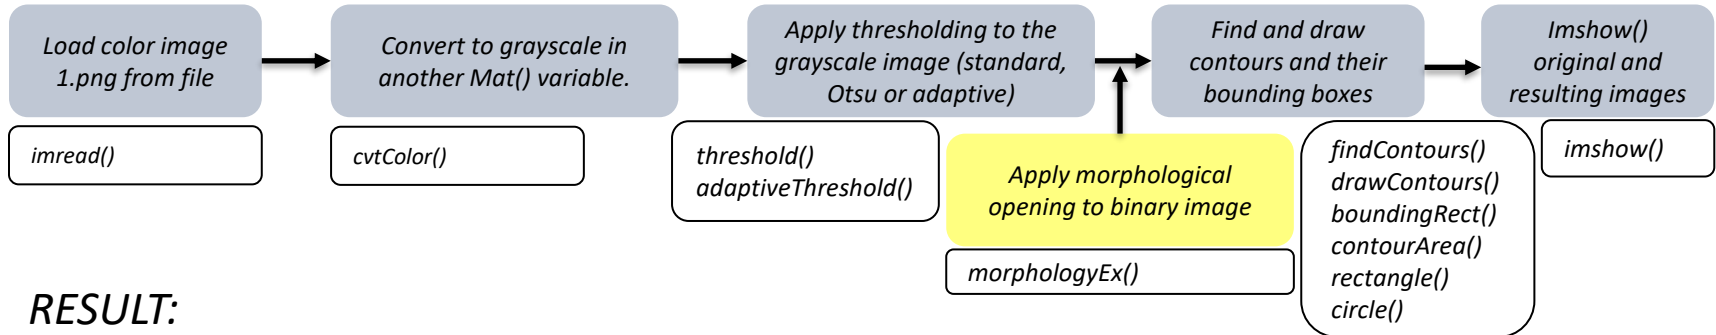 Load color image
1.png from file
imread()
Convert to grayscale in
another Mat() variable.
cvtColor()
Apply thresholding to the
grayscale image (standard,
Otsu or adaptive)
threshold()
adaptiveThreshold()
Apply morphological
opening to binary image
morphologyEx()
Find and draw
contours and their
bounding boxes
findContours()
drawContours()
boundingRect()
contourArea()
rectangle()
circle()
Imshow()
original and
resulting images
imshow()
RESULT: